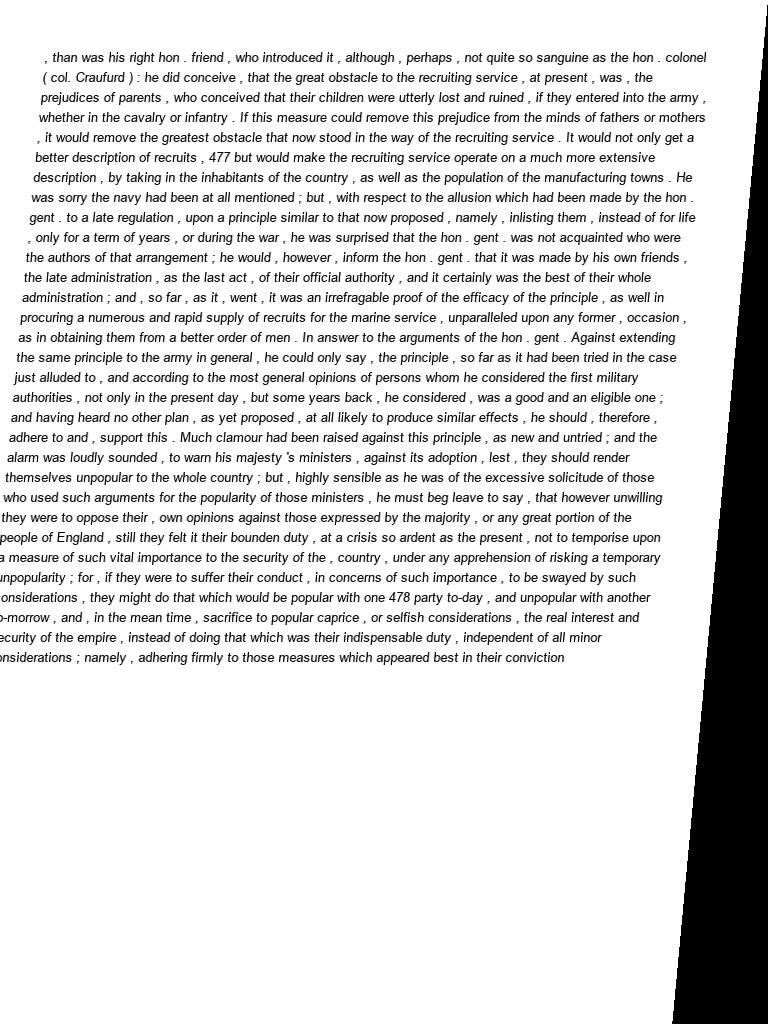 , than was his right hon . friend , who introduced it , although , perhaps , not quite so sanguine as the hon . colonel
( col. Craufurd ) : he did conceive , that the great obstacle to the recruiting service , at present , was , the
prejudices of parents , who conceived that their children were utterly lost and ruined , if they entered into the army ,
whether in the cavalry or infantry . If this measure could remove this prejudice from the minds of fathers or mothers
, it would remove the greatest obstacle that now stood in the way of the recruiting service . It would not only get a
better description of recruits , 477 but would make the recruiting service operate on a much more extensive
description , by taking in the inhabitants of the country , as well as the population of the manufacturing towns . He
was sorry the navy had been at all mentioned ; but , with respect to the allusion which had been made by the hon .
gent . to a late regulation , upon a principle similar to that now proposed , namely , inlisting them , instead of for life
, only for a term of years , or during the war , he was surprised that the hon . gent . was not acquainted who were
the authors of that arrangement ; he would , however , inform the hon . gent . that it was made by his own friends ,
the late administration , as the last act , of their official authority , and it certainly was the best of their whole
administration ; and , so far , as it , went , it was an irrefragable proof of the efficacy of the principle , as well in
procuring a numerous and rapid supply of recruits for the marine service , unparalleled upon any former , occasion ,
as in obtaining them from a better order of men . In answer to the arguments of the hon . gent . Against extending
the same principle to the army in general , he could only say , the principle , so far as it had been tried in the case
just alluded to , and according to the most general opinions of persons whom he considered the first military
authorities , not only in the present day , but some years back , he considered , was a good and an eligible one ;
and having heard no other plan , as yet proposed , at all likely to produce similar effects , he should , therefore ,
adhere to and , support this . Much clamour had been raised against this principle , as new and untried ; and the
alarm was loudly sounded , to warn his majesty 's ministers , against its adoption , lest , they should render
themselves unpopular to the whole country ; but , highly sensible as he was of the excessive solicitude of those
who used such arguments for the popularity of those ministers , he must beg leave to say , that however unwilling
they were to oppose their , own opinions against those expressed by the majority , or any great portion of the
people of England , still they felt it their bounden duty , at a crisis so ardent as the present , not to temporise upon
a measure of such vital importance to the security of the , country , under any apprehension of risking a temporary
unpopularity ; for , if they were to suffer their conduct , in concerns of such importance , to be swayed by such
onsiderations , they might do that which would be popular with one 478 party to-day , and unpopular with another
o-morrow , and , in the mean time , sacrifice to popular caprice , or selfish considerations , the real interest and
ecurity of the empire , instead of doing that which was their indispensable duty , independent of all minor
onsiderations ; namely , adhering firmly to those measures which appeared best in their conviction